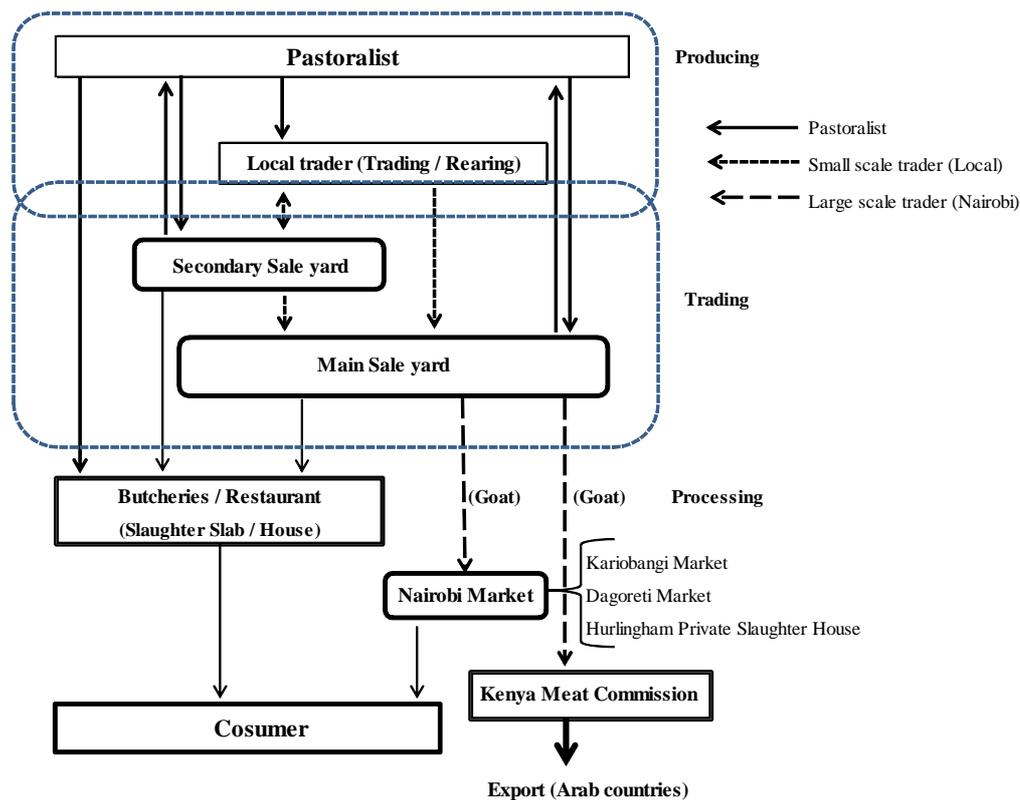 Pastoralist
Producing
Pastoralist
Local trader (Trading / Rearing)
Small scale trader (Local)
Large scale trader (Nairobi)
Secondary Sale yard
Trading
Main Sale yard
Butcheries / Restaurant
(Slaughter Slab / House)
(Goat)
(Goat)
Processing
Kariobangi Market
Nairobi Market
Dagoreti Market
Hurlingham Private Slaughter House
Kenya Meat Commission
Cosumer
Export (Arab countries)